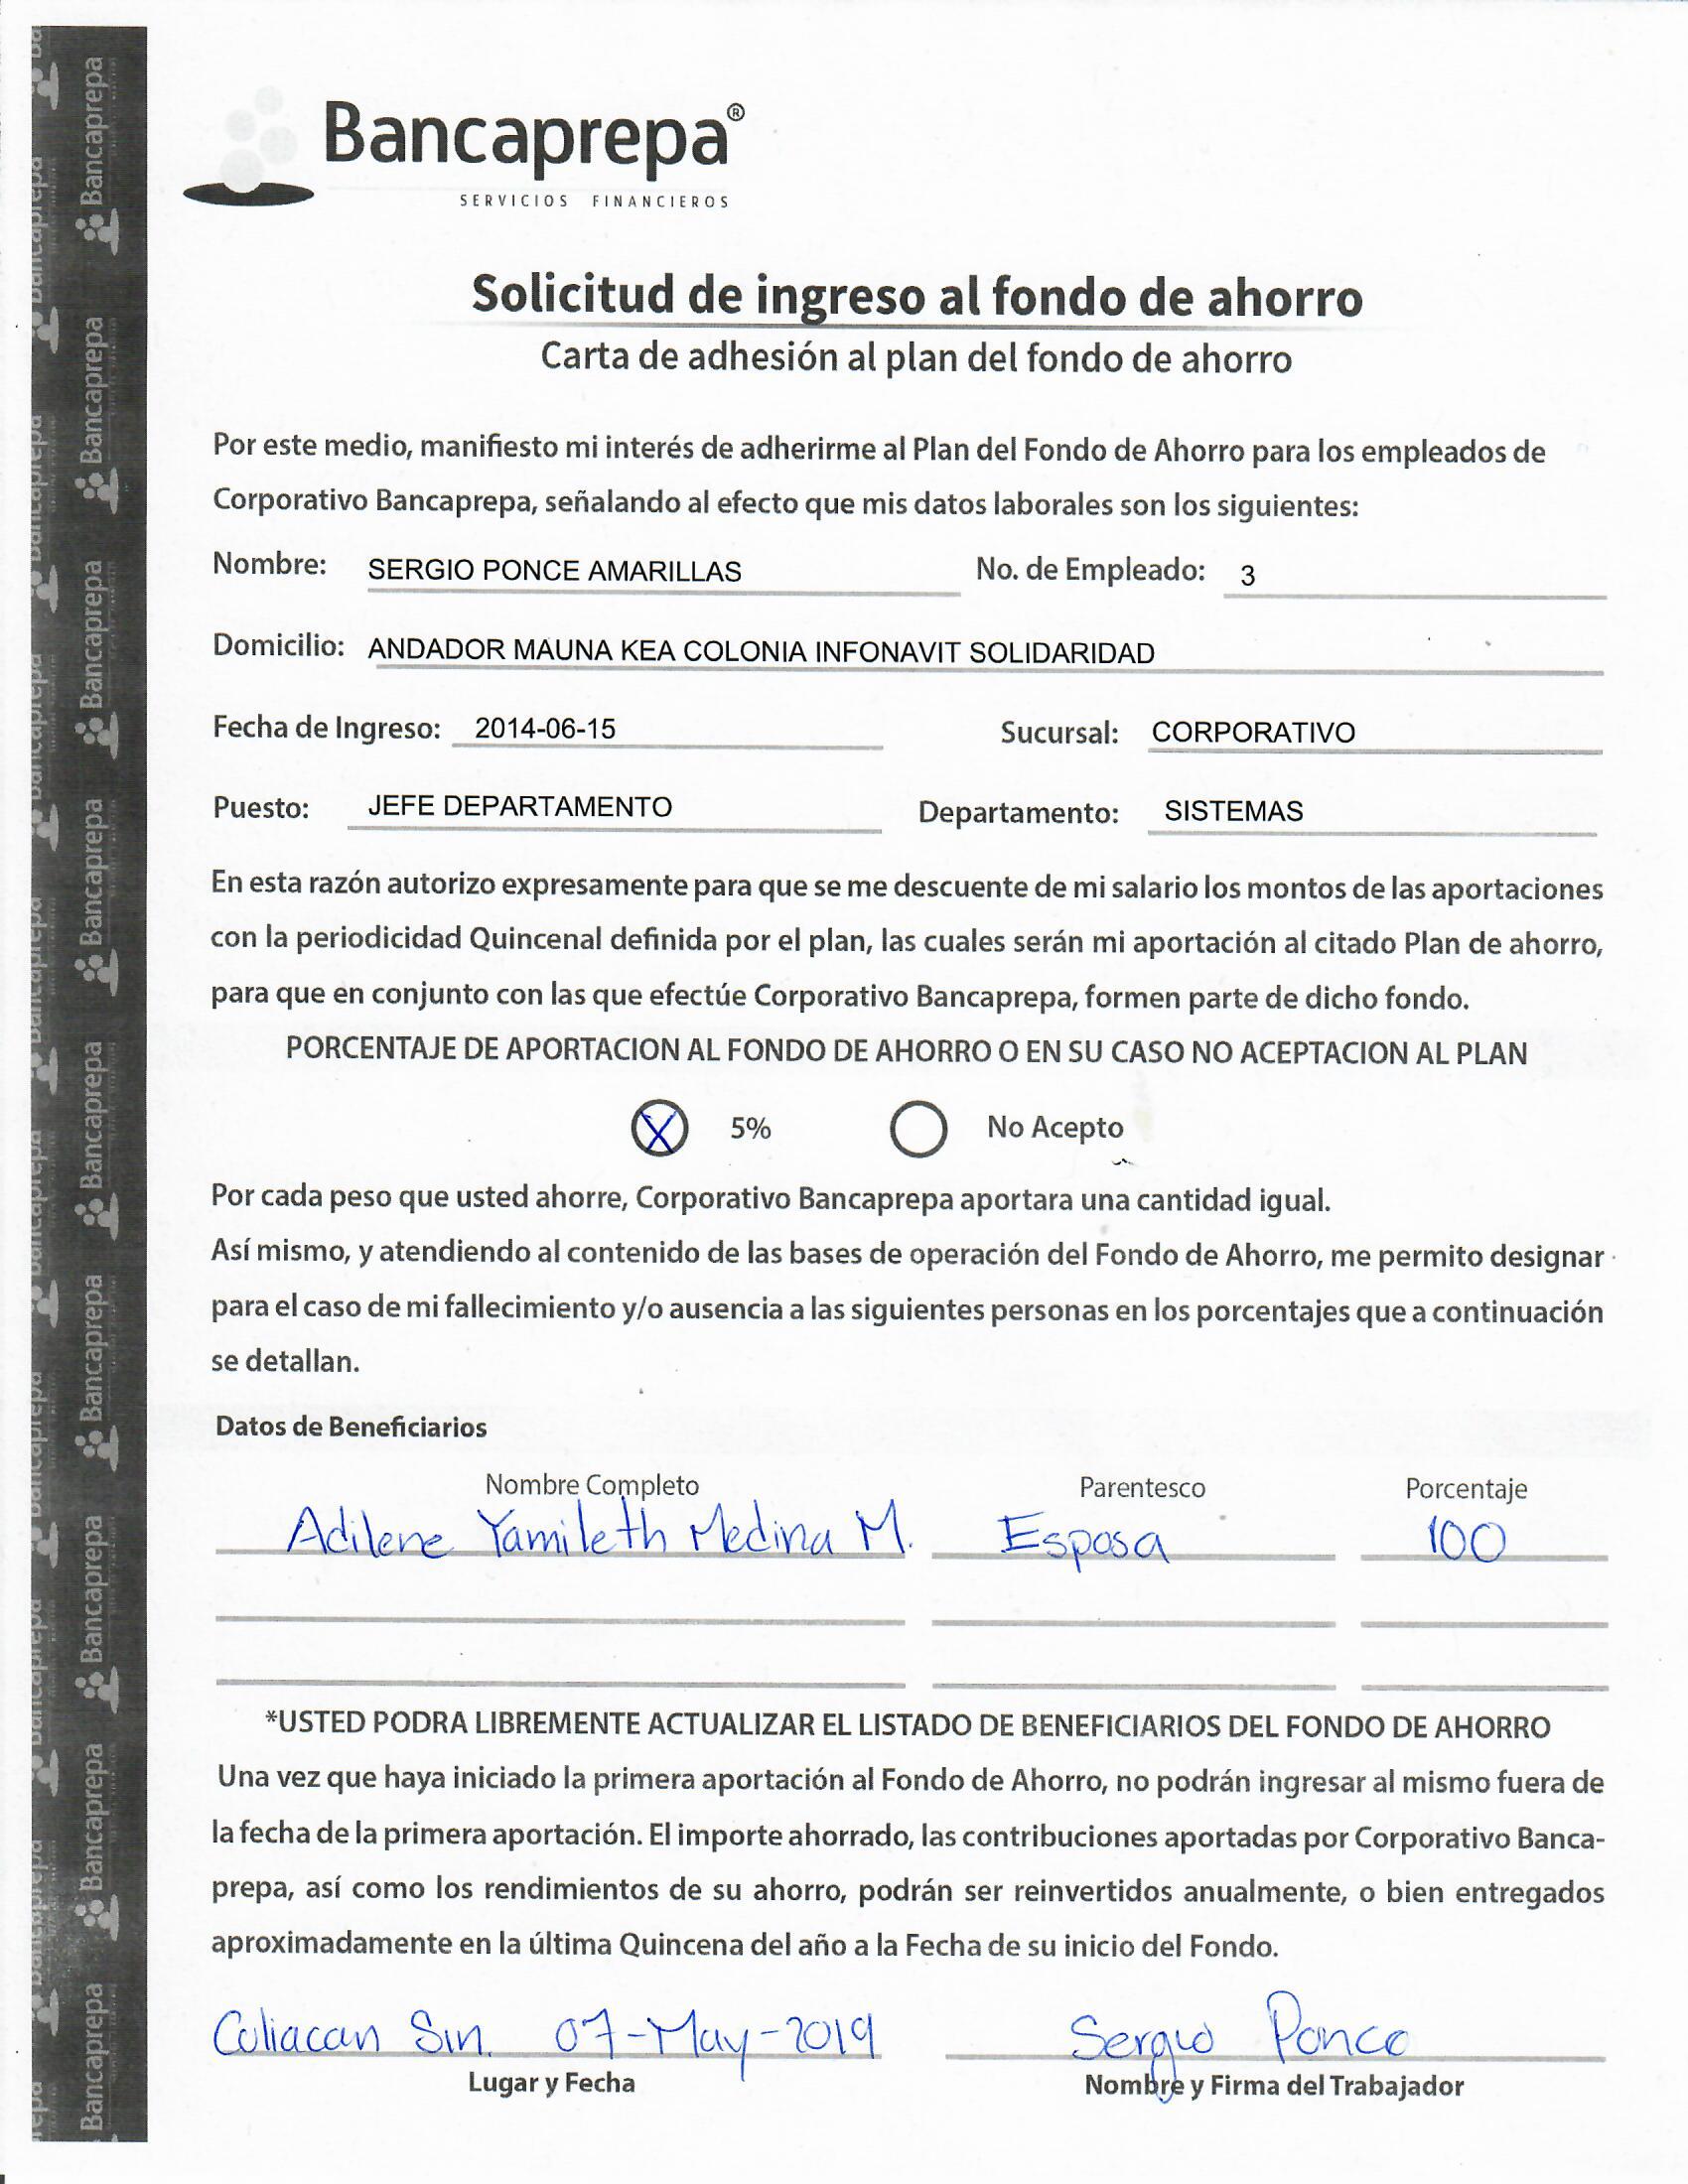 Bancaprepa®
SERVICIOS FINANCIEROS
Solicitud de ingreso al fondo de ahorro
Carta de adhesión al plan del fondo de ahorro
Por este medio, manifiesto mi interés de adherirme al Plan del Fondo de Ahorro para los empleados de
Corporativo Bancaprepa, señalando al efecto que mis datos laborales son los siguientes:
Nombre: SERGIO PONCE AMARILLAS No. de Empleado: 3
Domicilio: ANDADOR MAUNA KEA COLONIA INFONAVIT SOLIDARIDAD
Fecha de Ingreso: 2014-06-15 Sucursal: CORPORATIVO
Puesto: JEFE DEPARTAMENTO Departamento: SISTEMAS
En esta razón autorizo expresamente para que se me descuente de mi salario los montos de las aportaciones
con la periodicidad Quincenal definida por el plan, las cuales serán mi aportación al citado Plan de ahorro,
para que en conjunto con las que efectúe Corporativo Bancaprepa, formen parte de dicho fondo.
PORCENTAJE DE APORTACION AL FONDO DE AHORRO O EN SU CASO NO ACEPTACION AL PLAN
X 5% No Acepto
Por cada peso que usted ahorre, Corporativo Bancaprepa aportara una cantidad igual.
Así mismo, y atendiendo al contenido de las bases de operación del Fondo de Ahorro, me permito designar
para el caso de mi fallecimiento y/o ausencia a las siguientes personas en los porcentajes que a continuación
se detallan.
Datos de Beneficiarios
Nombre Completo Parentesco Porcentaje
Adilene Yamileth Medina M. Esposa 100
*USTED PODRA LIBREMENTE ACTUALIZAR EL LISTADO DE BENEFICIARIOS DEL FONDO DE AHORRO
Una vez que haya iniciado la primera aportación al Fondo de Ahorro, no podrán ingresar al mismo fuera de
la fecha de la primera aportación. El importe ahorrado, las contribuciones aportadas por Corporativo Banca-
prepa, así como los rendimientos de su ahorro, podrán ser reinvertidos anualmente, o bien entregados
aproximadamente en la última Quincena del año a la Fecha de su inicio del Fondo.
Culiacan Sin. 07-May-2019 Sergio Ponce
Lugar y Fecha Nombre y Firma del Trabajador
Bancaprepa
Bancaprepa
Bancaprepa
Bancaprepa
Bancaprepa
Bancaprepa
Bancaprepa
Bancaprepa
Bancaprepa